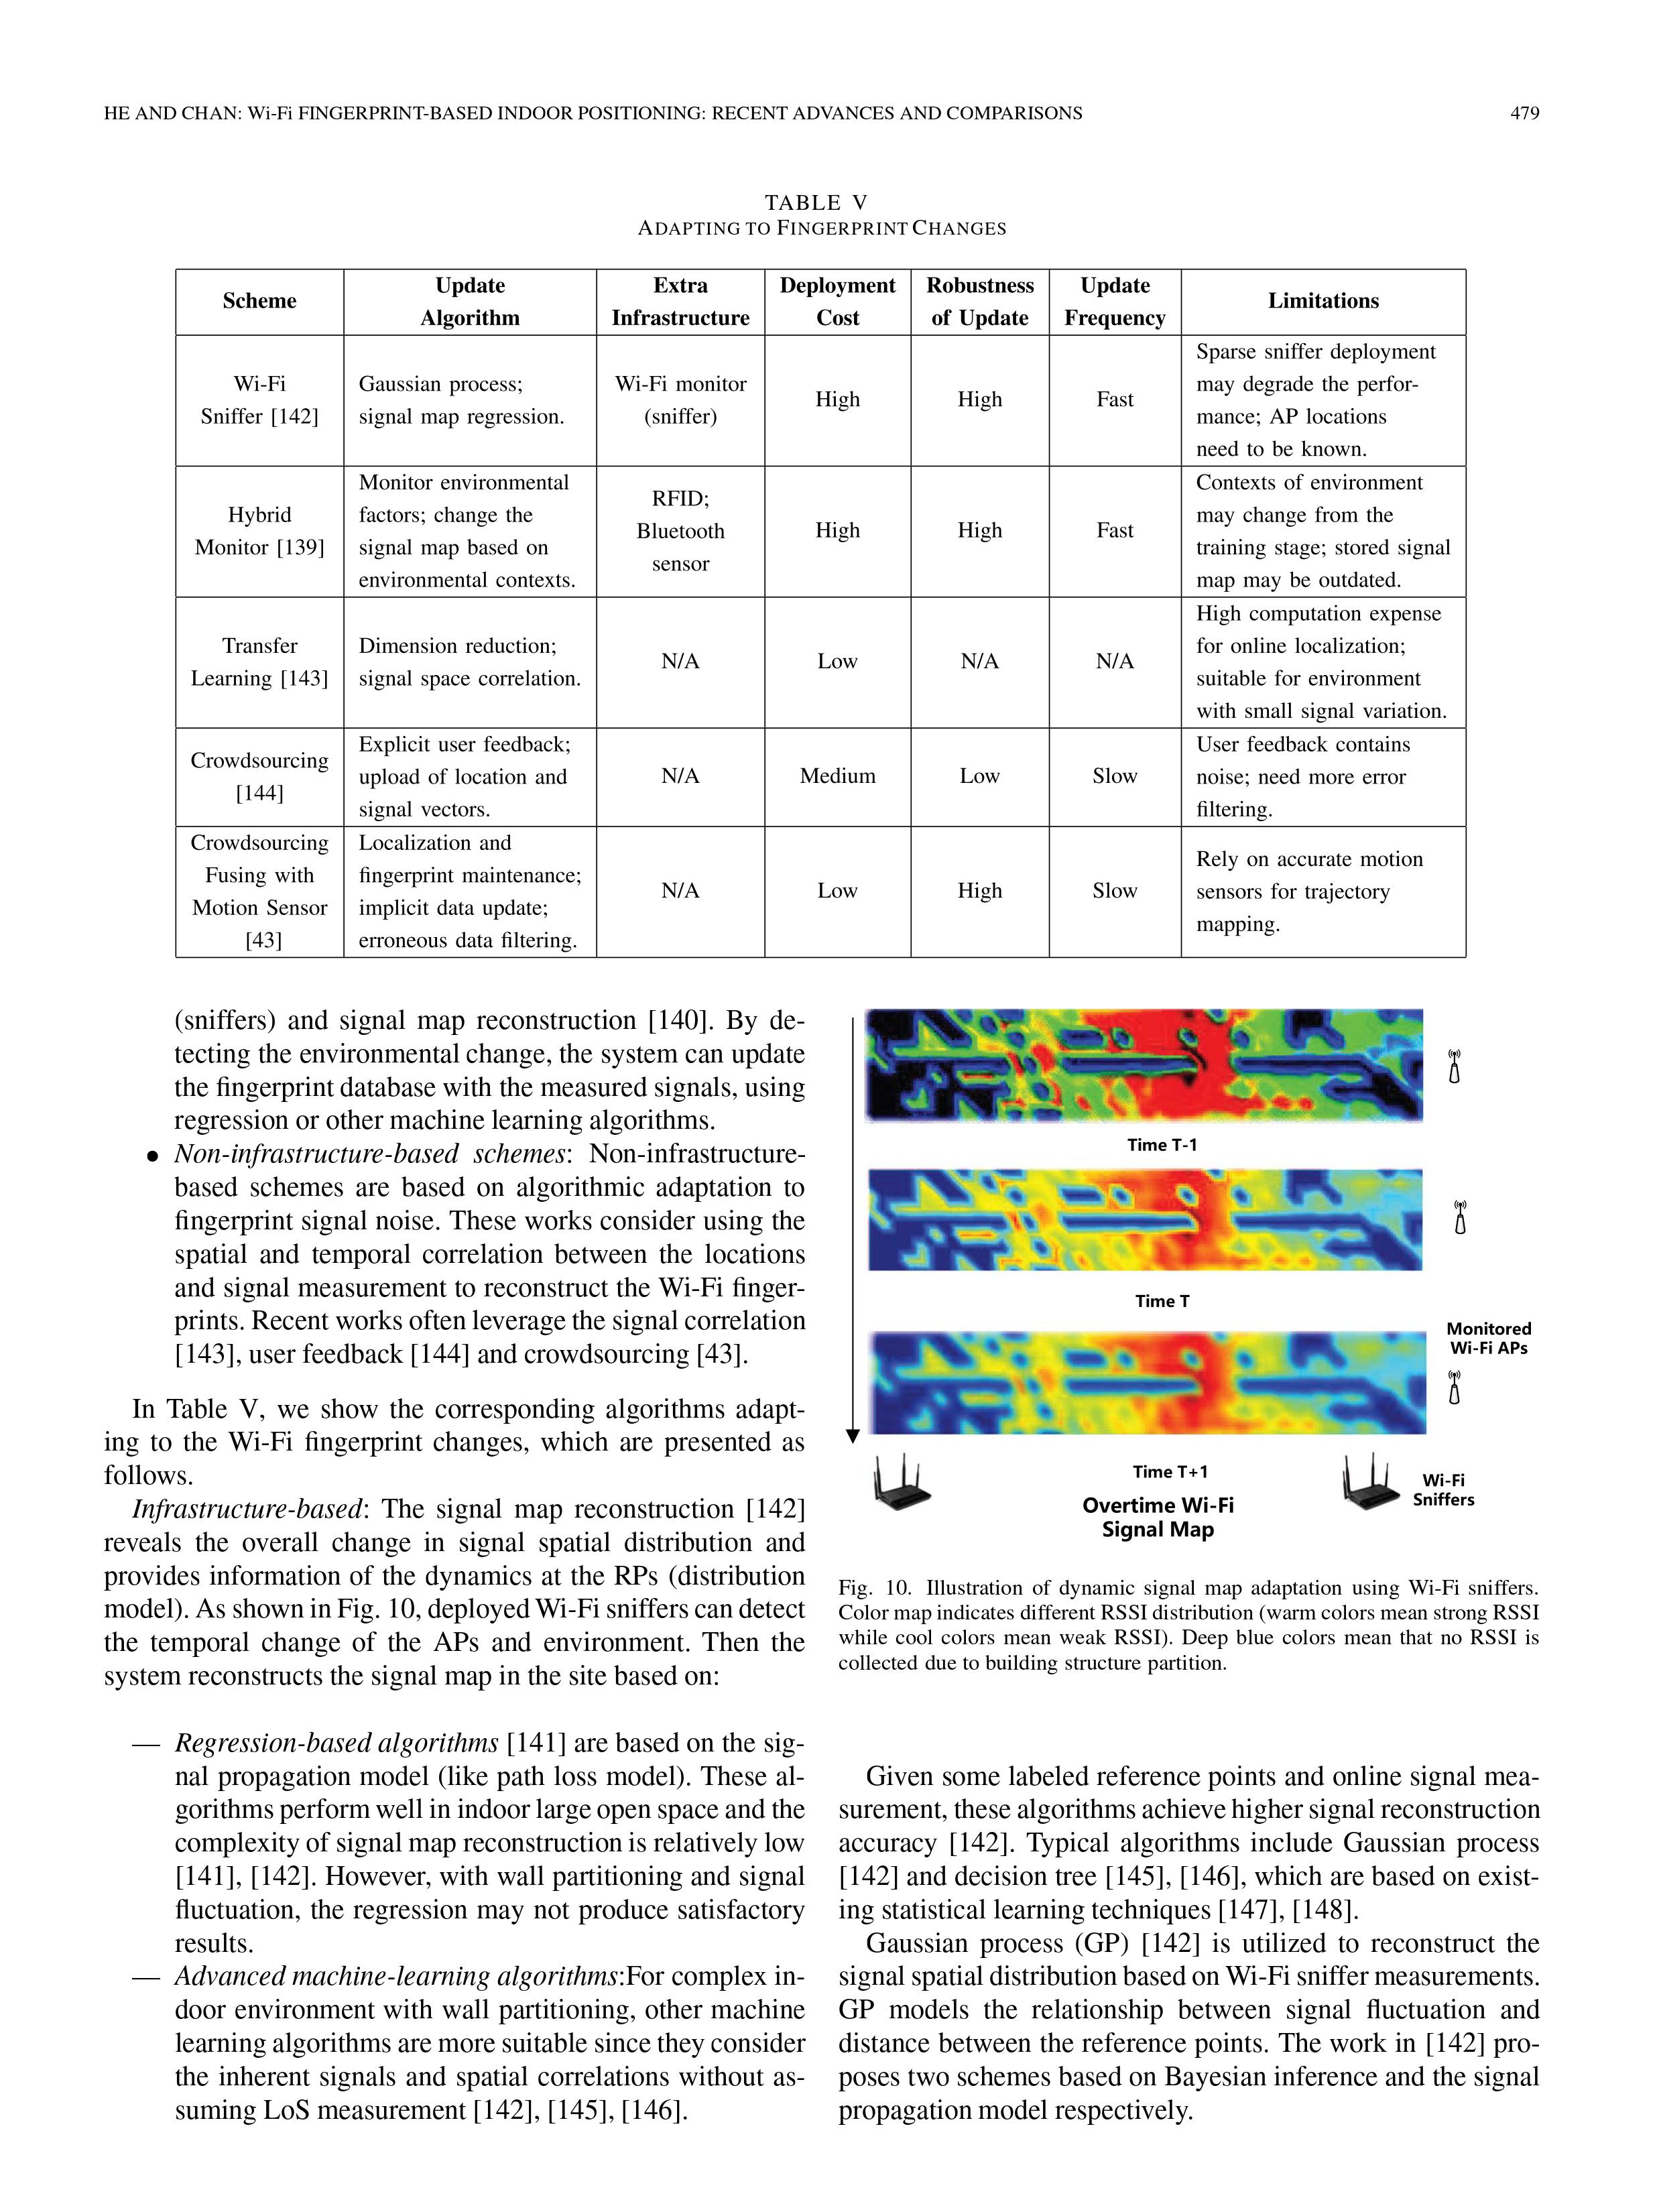 HE AND CHAN: Wi-Fi FINGERPRINT-BASED INDOOR POSITIONING: RECENT ADVANCES AND COMPARISONS 479
TABLE V
ADAPTING TO FINGERPRINT CHANGES
Scheme
Update
Algorithm
Extra
Infrastructure
Deployment
Cost
Robustness
of Update
Update
Frequency
Limitations
Wi-Fi
Sniffer [142]
Gaussian process;
signal map regression.
Wi-Fi monitor
(sniffer)
High
High
Fast
Sparse sniffer deployment
may degrade the perfor-
mance; AP locations
need to be known.
Hybrid
Monitor [139]
Monitor environmental
factors; change the
signal map based on
environmental contexts.
RFID;
Bluetooth
sensor
High
High
Fast
Contexts of environment
may change from the
training stage; stored signal
map may be outdated.
Transfer
Learning [143]
Dimension reduction;
signal space correlation.
N/A
Low
N/A
N/A
High computation expense
for online localization;
suitable for environment
with small signal variation.
Crowdsourcing
[144]
Explicit user feedback;
upload of location and
signal vectors.
N/A
Medium
Low
Slow
User feedback contains
noise; need more error
filtering.
Crowdsourcing
Fusing with
Motion Sensor
[43]
Localization and
fingerprint maintenance;
implicit data update;
erroneous data filtering.
N/A
Low
High
Slow
Rely on accurate motion
sensors for trajectory
mapping.
(sniffers) and signal map reconstruction [140]. By de-
tecting the environmental change, the system can update
the fingerprint database with the measured signals, using
regression or other machine learning algorithms.
• Non-infrastructure-based schemes: Non-infrastructure-
based schemes are based on algorithmic adaptation to
fingerprint signal noise. These works consider using the
spatial and temporal correlation between the locations
and signal measurement to reconstruct the Wi-Fi finger-
prints. Recent works often leverage the signal correlation
[143], user feedback [144] and crowdsourcing [43].
In Table V, we show the corresponding algorithms adapt-
ing to the Wi-Fi fingerprint changes, which are presented as
follows.
Infrastructure-based: The signal map reconstruction [142]
reveals the overall change in signal spatial distribution and
provides information of the dynamics at the RPs (distribution
model). As shown in Fig. 10, deployed Wi-Fi sniffers can detect
the temporal change of the APs and environment. Then the
system reconstructs the signal map in the site based on:
— Regression-based algorithms [141] are based on the sig-
nal propagation model (like path loss model). These al-
gorithms perform well in indoor large open space and the
complexity of signal map reconstruction is relatively low
[141], [142]. However, with wall partitioning and signal
fluctuation, the regression may not produce satisfactory
results.
— Advanced machine-learning algorithms:For complex in-
door environment with wall partitioning, other machine
learning algorithms are more suitable since they consider
the inherent signals and spatial correlations without as-
suming LoS measurement [142], [145], [146].
Time T-1
Time T
Monitored
Wi-Fi APs
Time T+1
Overtime Wi-Fi
Signal Map
Wi-Fi
Sniffers
Fig. 10. Illustration of dynamic signal map adaptation using Wi-Fi sniffers.
Color map indicates different RSSI distribution (warm colors mean strong RSSI
while cool colors mean weak RSSI). Deep blue colors mean that no RSSI is
collected due to building structure partition.
Given some labeled reference points and online signal mea-
surement, these algorithms achieve higher signal reconstruction
accuracy [142]. Typical algorithms include Gaussian process
[142] and decision tree [145], [146], which are based on exist-
ing statistical learning techniques [147], [148].
Gaussian process (GP) [142] is utilized to reconstruct the
signal spatial distribution based on Wi-Fi sniffer measurements.
GP models the relationship between signal fluctuation and
distance between the reference points. The work in [142] pro-
poses two schemes based on Bayesian inference and the signal
propagation model respectively.